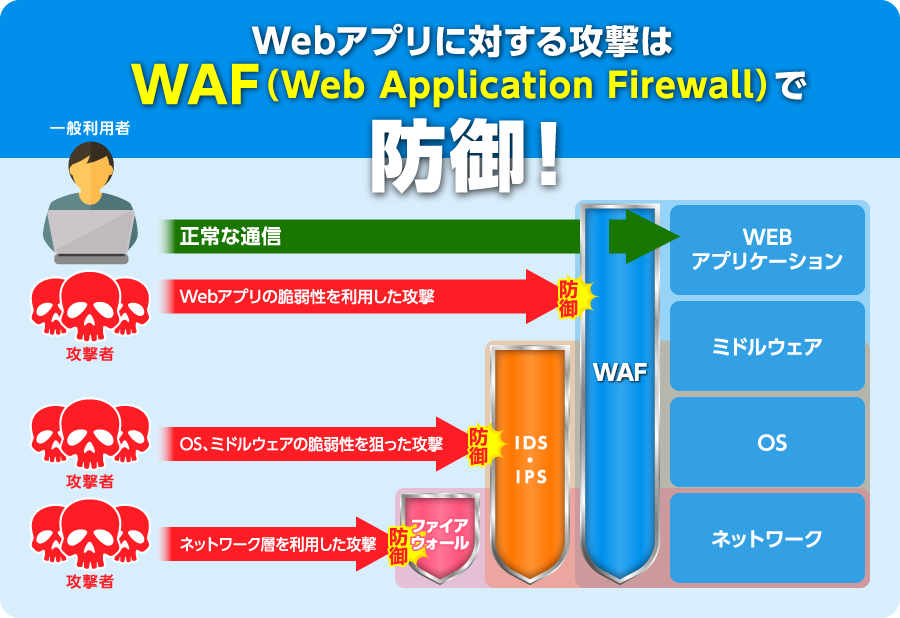 Webアプリに対する攻撃は
WAF（Web Application Firewall）で
防御！
一般利用者
正常な通信
WEB
アプリケーション
Webアプリの脆弱性を利用した攻撃
防御
攻撃者
ミドルウェア
WAF
OS、ミドルウェアの脆弱性を狙った攻撃
防御
IDS
・
IPS
OS
攻撃者
ネットワーク層を利用した攻撃
防御
ファイア
ウォール
ネットワーク
攻撃者